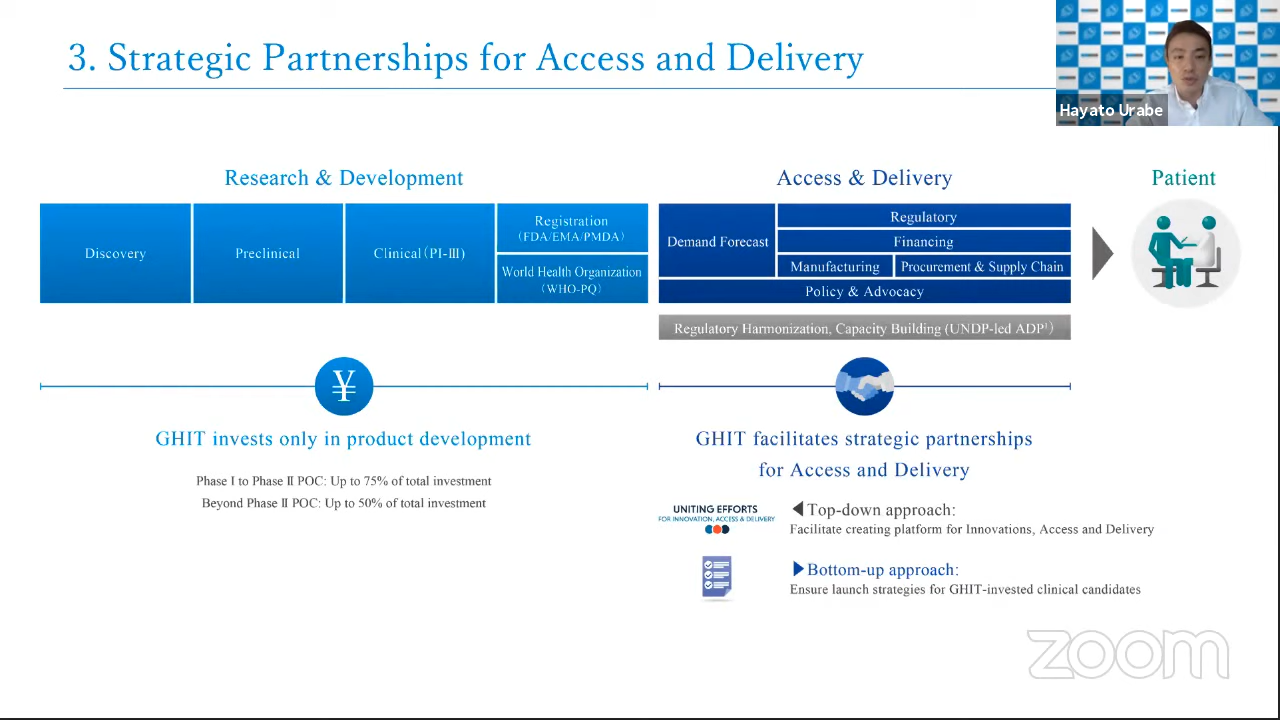 3. Strategic Partnerships for Access and Delivery
Hayato Urabe
Research & Development
Access & Delivery
Patient
Discovery
Preclinical
Clinical(PI-III)
Registration
(FDA/EMA/PMDA)
World Health Organization
(WHO-PQ)
Demand Forecast
Regulatory
Financing
Manufacturing
Procurement & Supply Chain
Policy & Advocacy
Regulatory Harmonization, Capacity Building (UNDP-led ADP¹)
¥
GHIT invests only in product development
Phase I to Phase II POC: Up to 75% of total investment
Beyond Phase II POC: Up to 50% of total investment
GHIT facilitates strategic partnerships
for Access and Delivery
UNITING EFFORTS
FOR INNOVATION, ACCESS & DELIVERY
◀Top-down approach:
Facilitate creating platform for Innovations, Access and Delivery
▶Bottom-up approach:
Ensure launch strategies for GHIT-invested clinical candidates
zoom